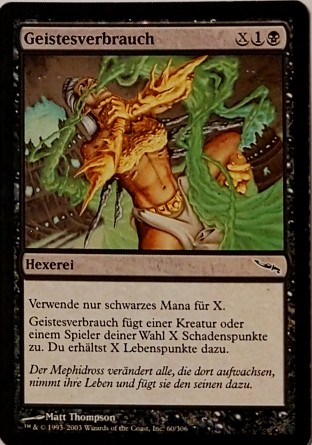 Geistesverbrauch X1
Hexerei
Verwende nur schwarzes Mana für X.
Geistesverbrauch fügt einer Kreatur oder
einem Spieler deiner Wahl X Schadenspunkte
zu. Du erhältst X Lebenspunkte dazu.
Der Mephidross verändert alle, die dort aufwachsen,
nimmt ihre Leben und fügt sie den seinen dazu.
Matt Thompson
™ & © 1993-2003 Wizards of the Coast, Inc. 60/306